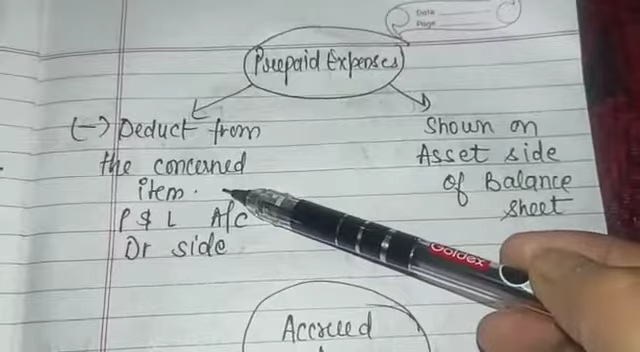 Date
Page
Prepaid Expenses
(-) Deduct from
the concerned
item.
P & L A/c
Dr side
Shown on
Asset side
of Balance
sheet
Goldex
Accrued